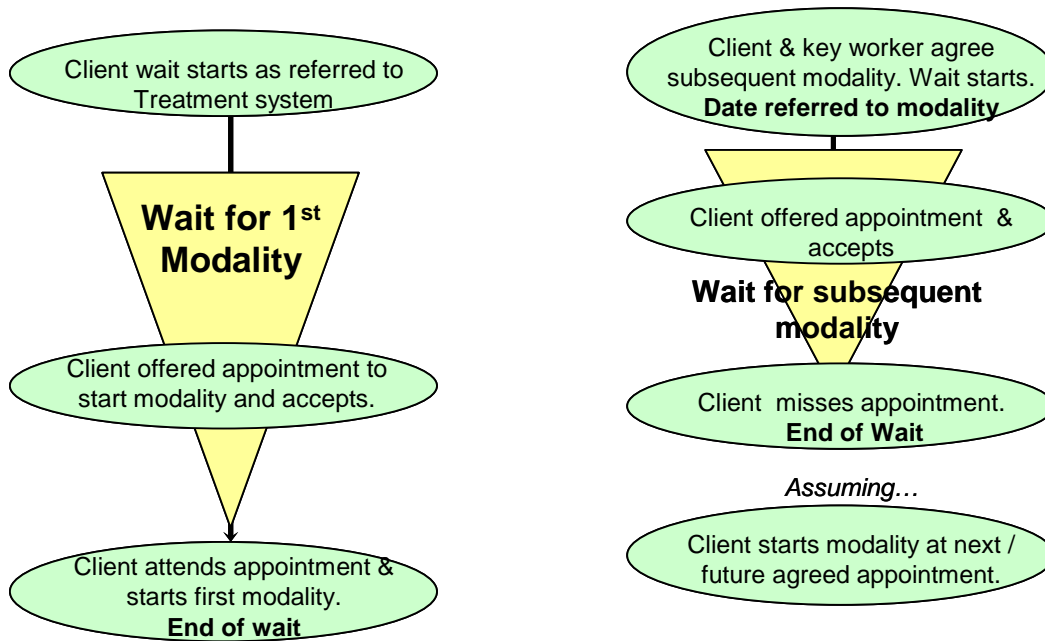 Client wait starts as referred to
Treatment system
Wait for 1st
Modality
Client offered appointment to
start modality and accepts.
Client attends appointment &
starts first modality.
End of wait
Client & key worker agree
subsequent modality. Wait starts.
Date referred to modality
Client offered appointment &
accepts
Wait for subsequent
modality
Client misses appointment.
End of Wait
Assuming…
Client starts modality at next /
future agreed appointment.